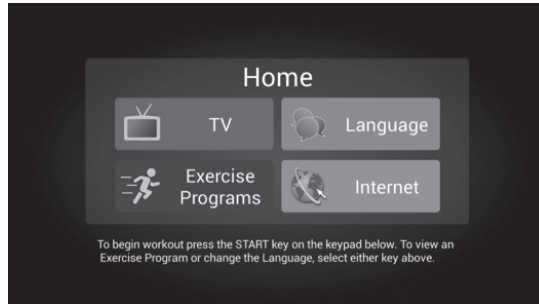 Home
TV
Language
Exercise
Programs
Internet
To begin workout press the START key on the keypad below. To view an
Exercise Program or change the Language, select either key above.